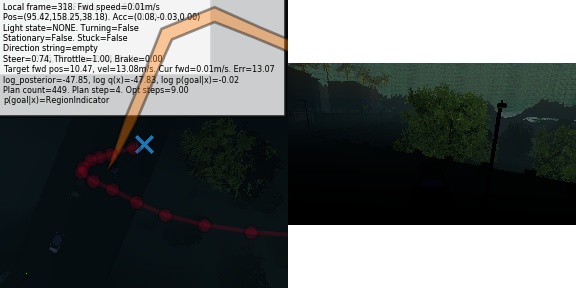 Local frame=318. Fwd speed=0.01m/s
Pos=(95.42,158.25,38.18). Acc=(0.08,-0.03,0.00)
Light state=NONE. Turning=False
Stationary=False. Stuck=False
Direction string=empty
Steer=0.74, Throttle=1.00, Brake=0.00
Target fwd pos=10.47, vel=13.08m/s. Cur fwd=0.01m/s. Err=13.07
log_posterior=-47.85, log q(x)=-47.83, log p(goal|x)=-0.02
Plan count=449. Plan step=4. Opt steps=9.00
p(goal|x)=RegionIndicator